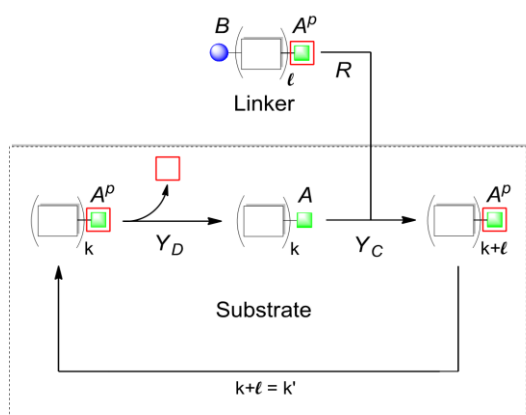 B
A^p
ℓ
R
Linker
A^p
A
A^p
k
Y_D
k
Y_C
k+ℓ
Substrate
k+ℓ = k'